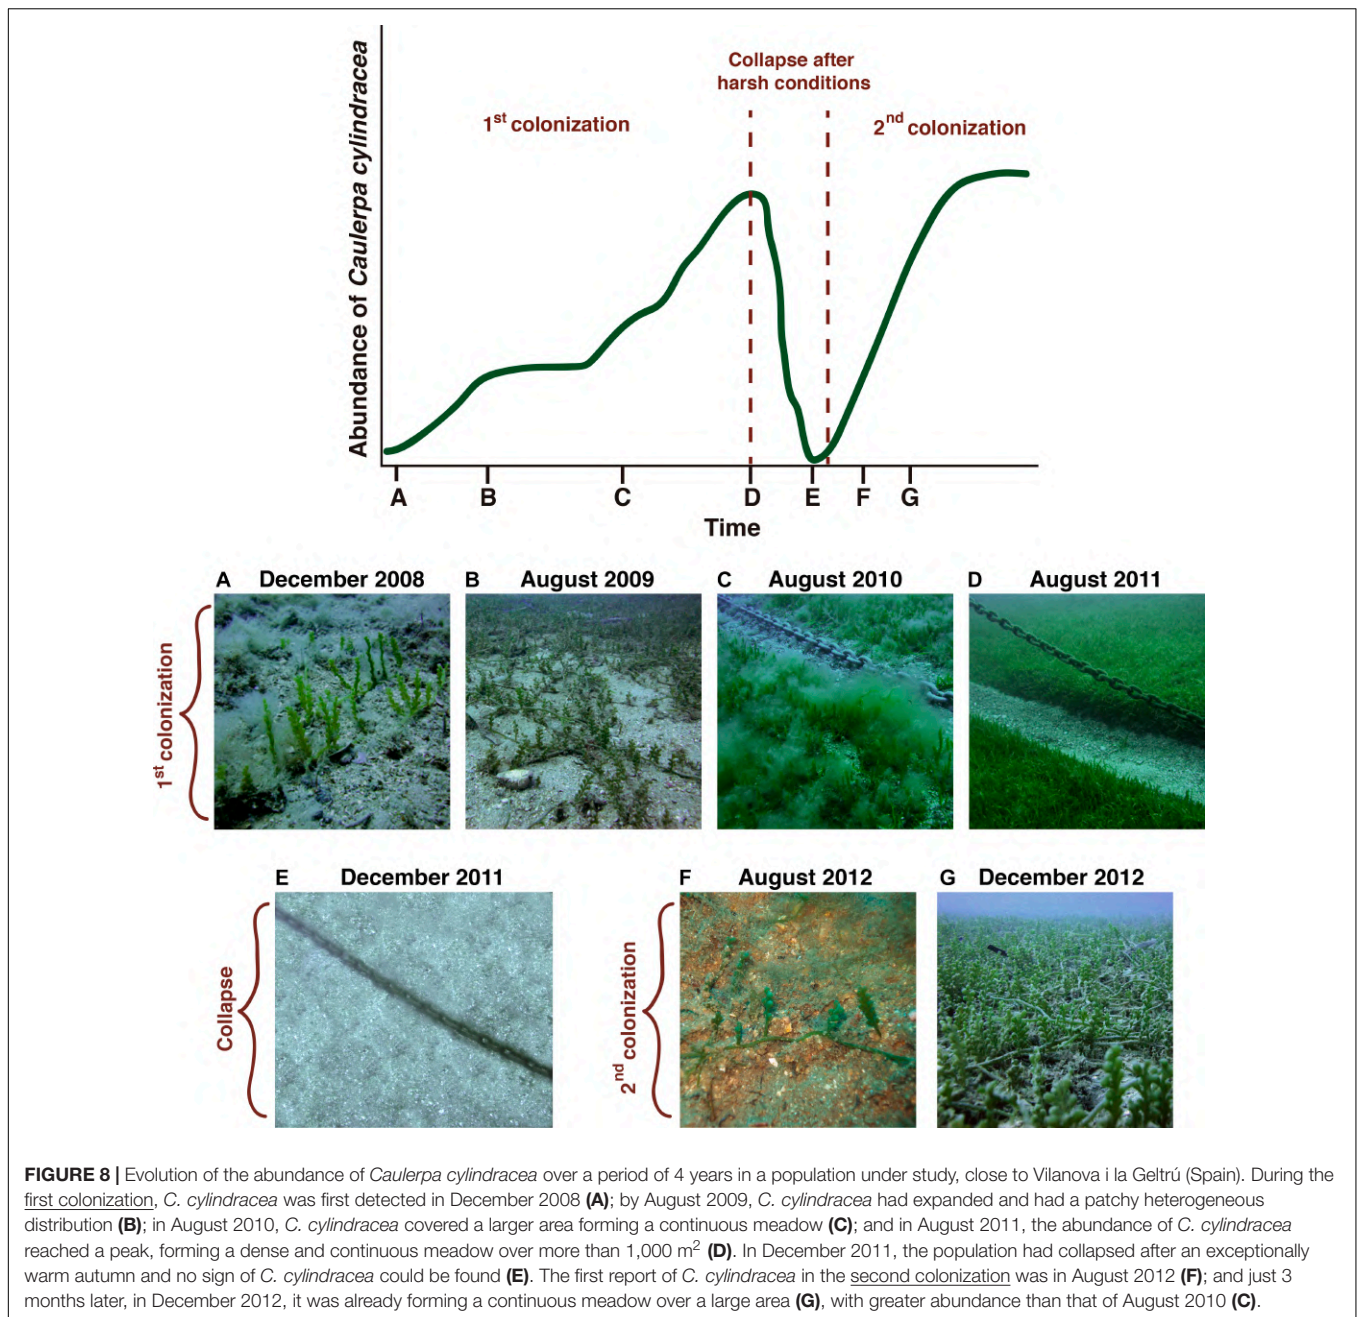 Abundance of Caulerpa cylindracea
1st colonization
Collapse after
harsh conditions
2nd colonization
A B C D E F G
Time
A December 2008
B August 2009
C August 2010
D August 2011
1st colonization
E December 2011
F August 2012
G December 2012
Collapse
2nd colonization
FIGURE 8 | Evolution of the abundance of Caulerpa cylindracea over a period of 4 years in a population under study, close to Vilanova i la Geltrú (Spain). During the
first colonization, C. cylindracea was first detected in December 2008 (A); by August 2009, C. cylindracea had expanded and had a patchy heterogeneous
distribution (B); in August 2010, C. cylindracea covered a larger area forming a continuous meadow (C); and in August 2011, the abundance of C. cylindracea
reached a peak, forming a dense and continuous meadow over more than 1,000 m2 (D). In December 2011, the population had collapsed after an exceptionally
warm autumn and no sign of C. cylindracea could be found (E). The first report of C. cylindracea in the second colonization was in August 2012 (F); and just 3
months later, in December 2012, it was already forming a continuous meadow over a large area (G), with greater abundance than that of August 2010 (C).